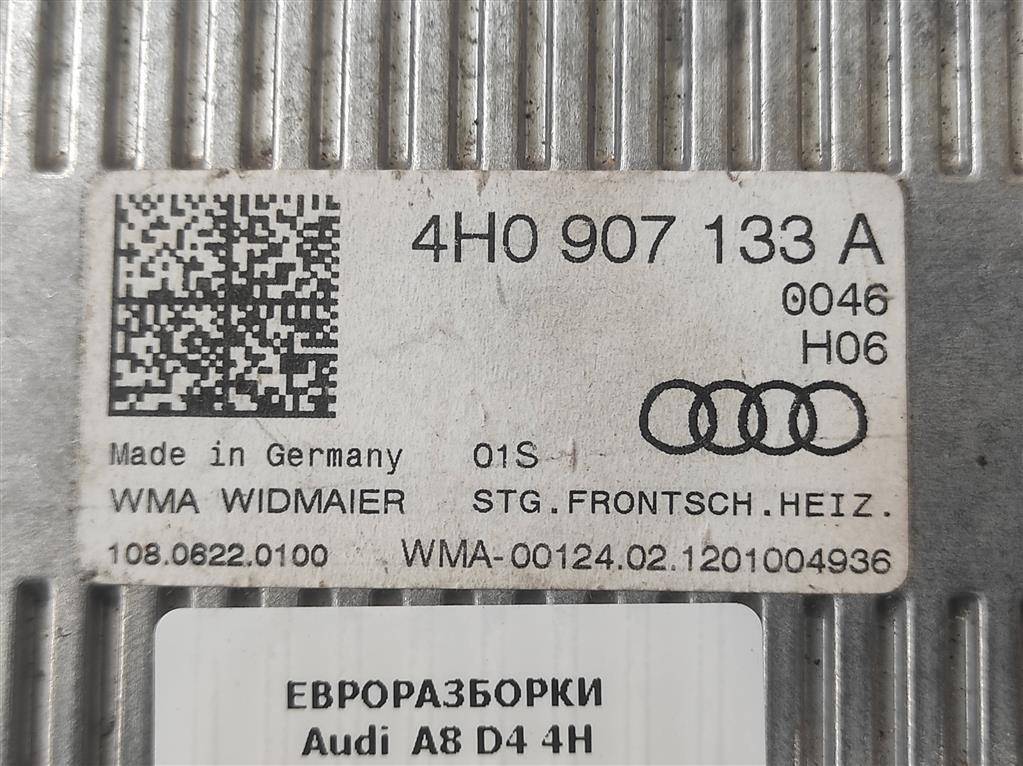 4H0 907 133 A
0046
H06
Made in Germany 01S
WMA WIDMAIER STG.FRONTSCH.HEIZ.
108.0622.0100 WMA-00124.02.1201004936
ЕВРОРАЗБОРКИ
Audi A8 D4 4H